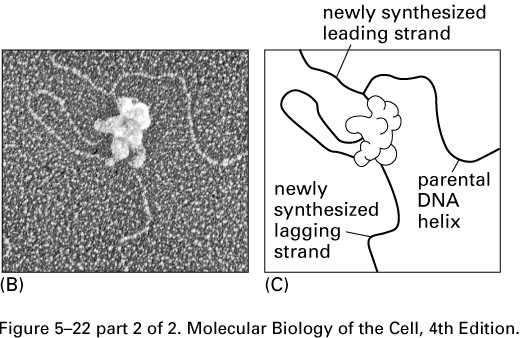 newly synthesized
leading strand
newly
synthesized
lagging
strand
parental
DNA
helix
(B)
(C)
Figure 5–22 part 2 of 2. Molecular Biology of the Cell, 4th Edition.